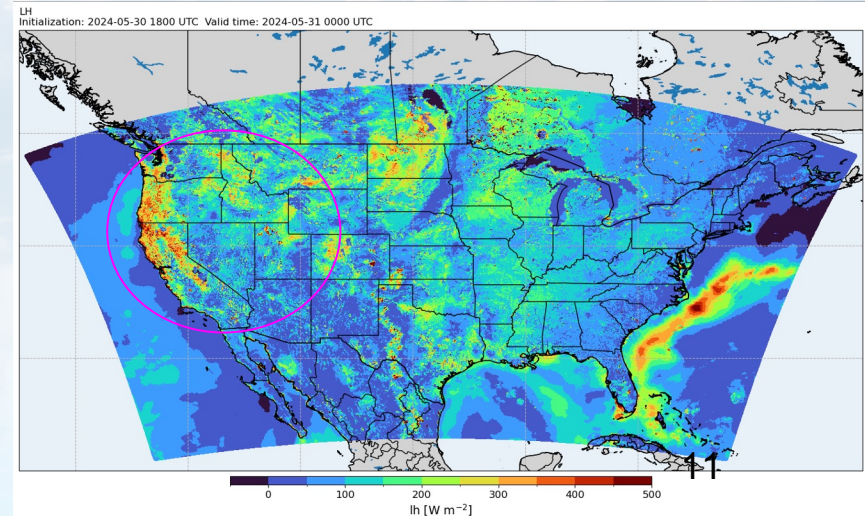 LH
Initialization: 2024-05-30 1800 UTC Valid time: 2024-05-31 0000 UTC
11
0 100 200 300 400 500
lh [W m⁻²]